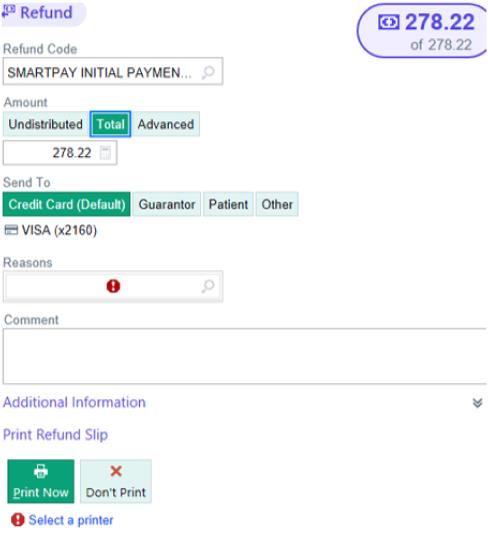 Refund
278.22
of 278.22
Refund Code
SMARTPAY INITIAL PAYMEN...
Amount
Undistributed Total Advanced
278.22
Send To
Credit Card (Default) Guarantor Patient Other
VISA (x2160)
Reasons
Comment
Additional Information
Print Refund Slip
Print Now Don't Print
Select a printer